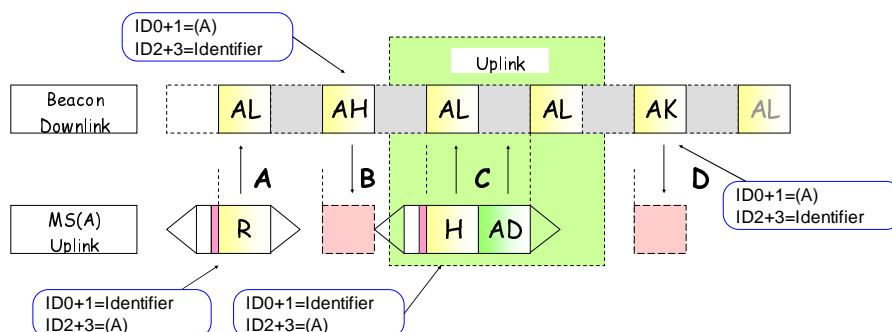 ID0+1=(A)
ID2+3=Identifier
Uplink
Beacon
Downlink
AL
AH
AL
AL
AK
AL
A
B
C
D
MS(A)
Uplink
R
H
AD
ID0+1=(A)
ID2+3=Identifier
ID0+1=Identifier
ID2+3=(A)
ID0+1=Identifier
ID2+3=(A)